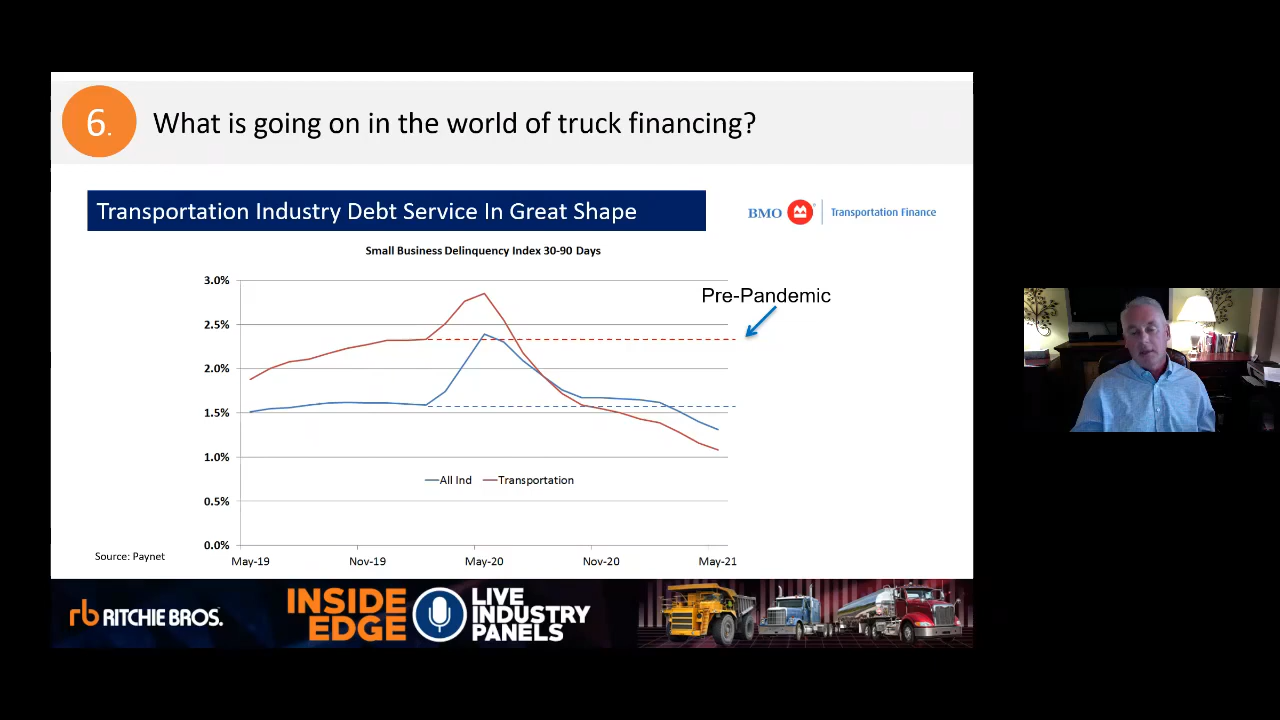 6.
What is going on in the world of truck financing?
Transportation Industry Debt Service In Great Shape
BMO
Transportation Finance
Small Business Delinquency Index 30-90 Days
3.0%
Pre-Pandemic
2.5%
2.0%
1.5%
1.0%
All Ind
Transportation
0.5%
0.0%
Source: Paynet
May-19
Nov-19
May-20
Nov-20
May-21
rb RITCHIE BROS.
INSIDE
EDGE
LIVE
INDUSTRY
PANELS